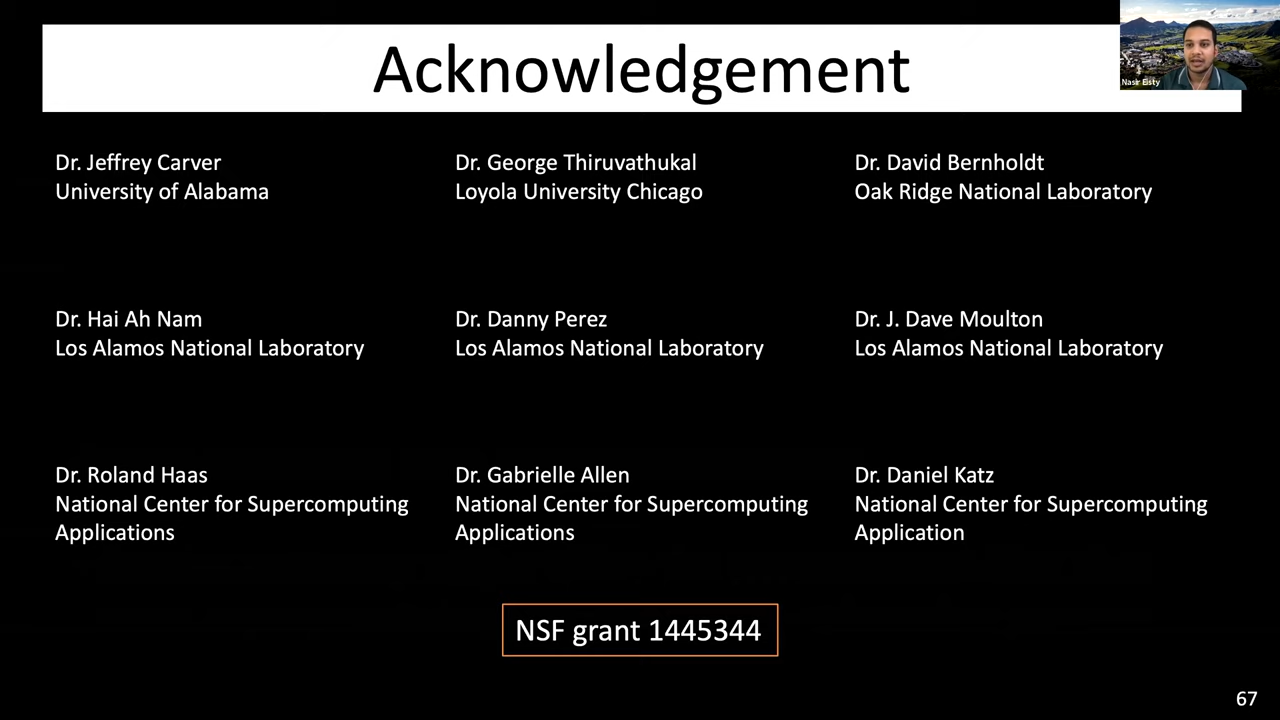 Acknowledgement
Nasir Eisty
Dr. Jeffrey Carver
University of Alabama
Dr. George Thiruvathukal
Loyola University Chicago
Dr. David Bernholdt
Oak Ridge National Laboratory
Dr. Hai Ah Nam
Los Alamos National Laboratory
Dr. Danny Perez
Los Alamos National Laboratory
Dr. J. Dave Moulton
Los Alamos National Laboratory
Dr. Roland Haas
National Center for Supercomputing
Applications
Dr. Gabrielle Allen
National Center for Supercomputing
Applications
Dr. Daniel Katz
National Center for Supercomputing
Application
NSF grant 1445344
67